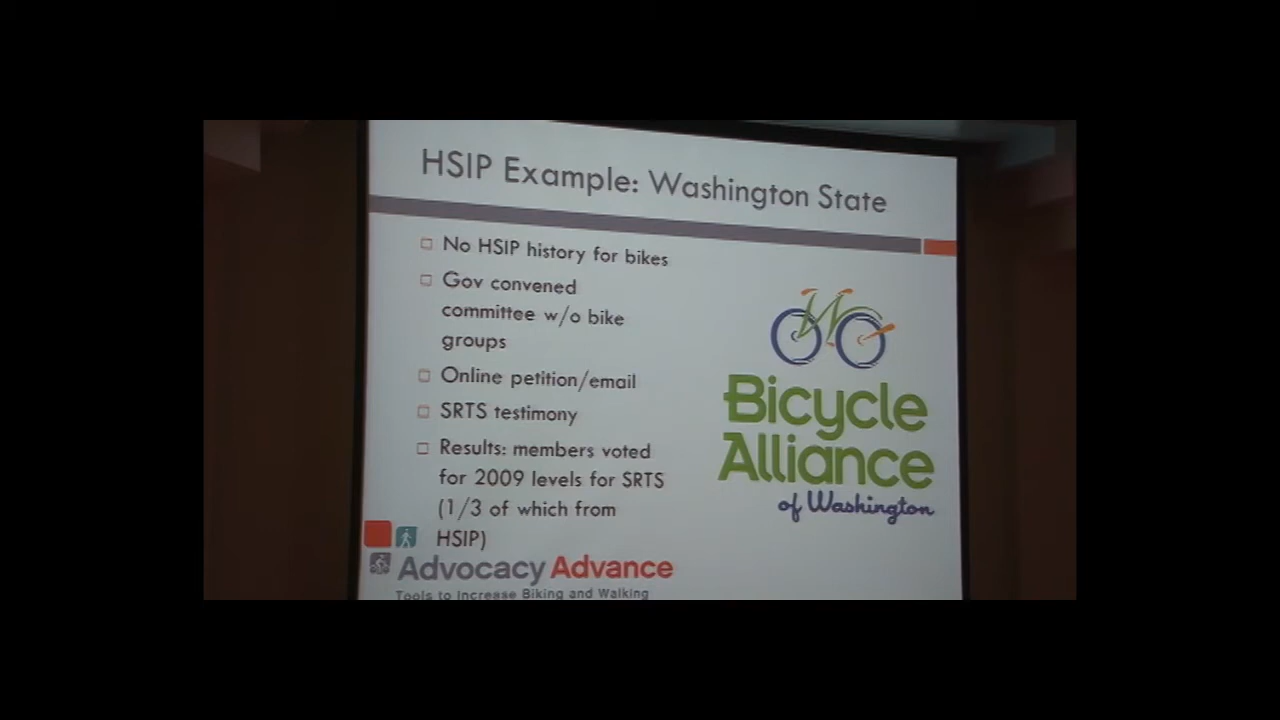 HSIP Example: Washington State
No HSIP history for bikes
Gov convened
committee w/o bike
groups
Online petition/email
SRTS testimony
Results: members voted
for 2009 levels for SRTS
(1/3 of which from
HSIP)
Bicycle
Alliance
of Washington
Advocacy Advance
Tools to Increase Biking and Walking